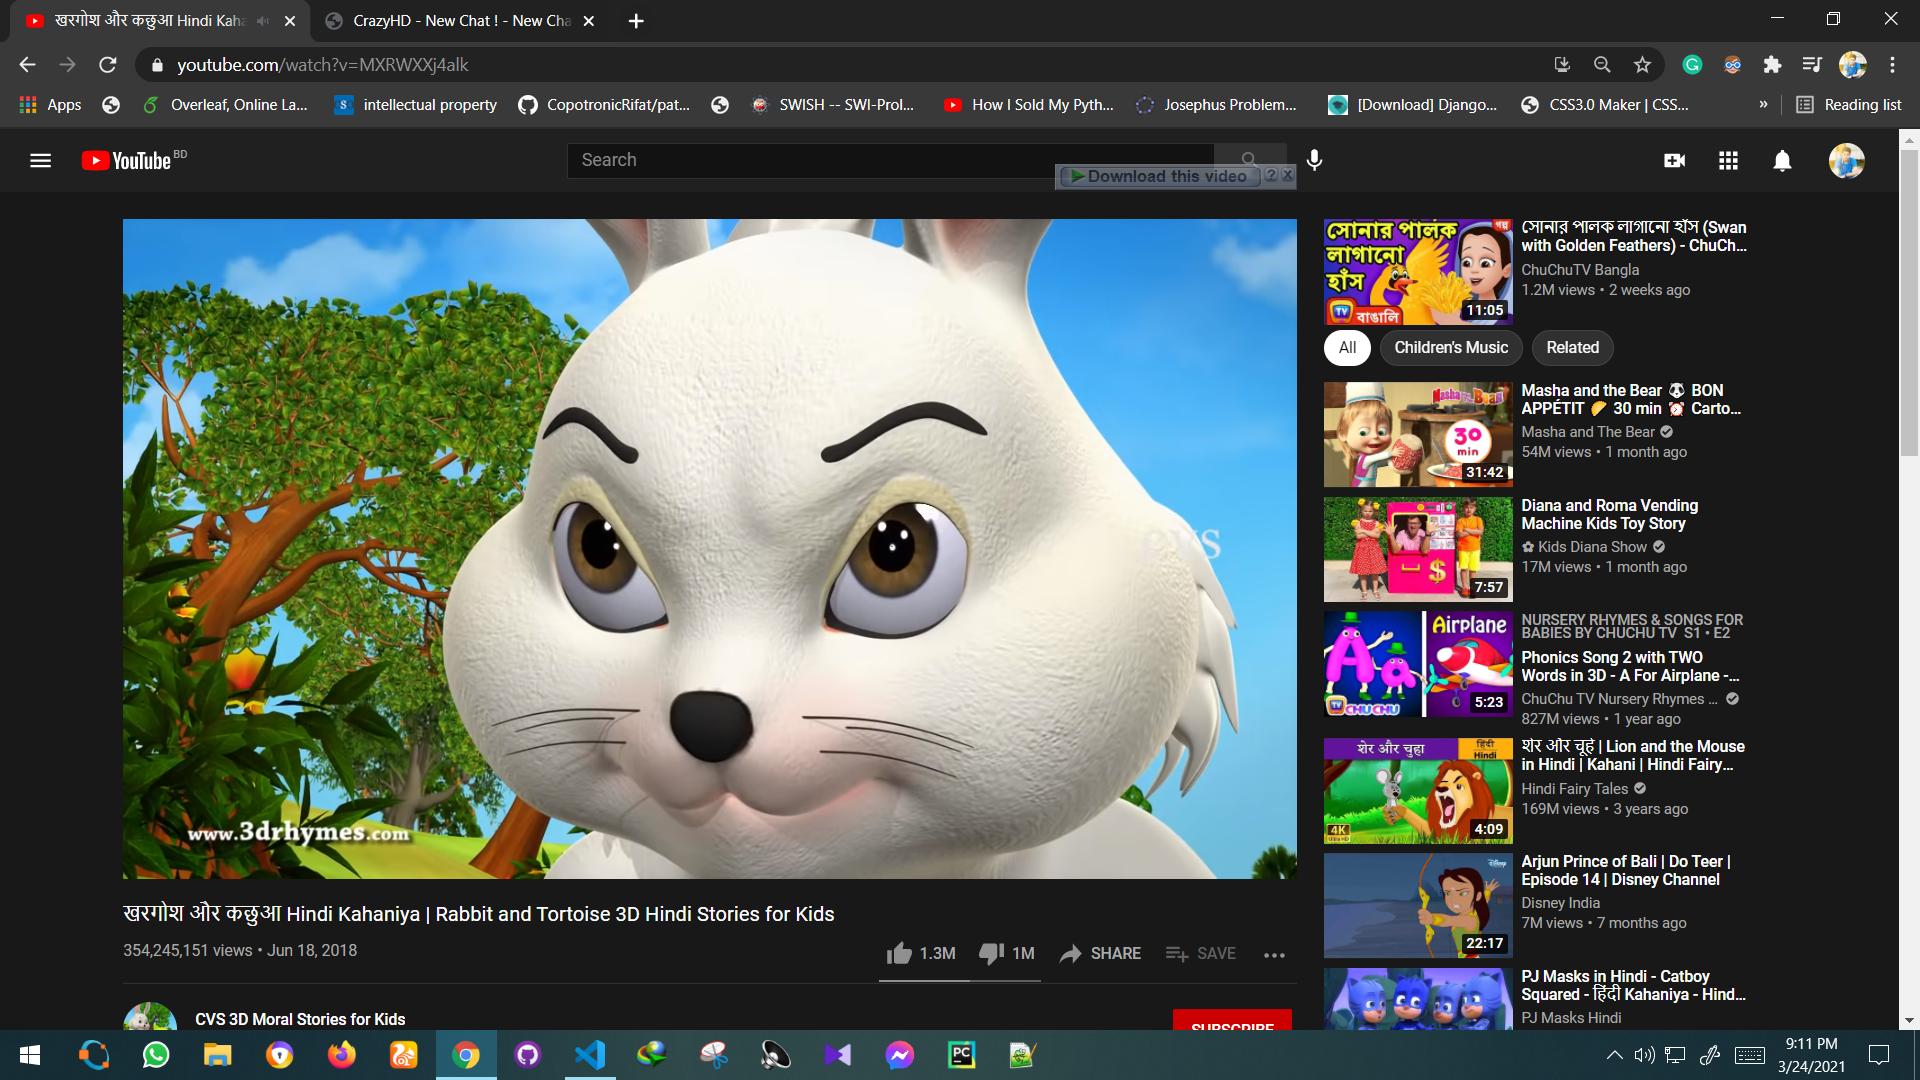 खरगोश और कछुआ Hindi Kaha
CrazyHD - New Chat ! - New Cha
youtube.com/watch?v=MXRWXXj4alk
Apps
Overleaf, Online La...
S intellectual property
CopotronicRifat/pat...
SWISH -- SWI-Prol...
How I Sold My Pyth...
Josephus Problem...
[Download] Django...
CSS3.0 Maker | CSS...
» Reading list
YouTube BD
Search
Download this video ? X
cvs
www.3drhymes.com
खरगोश और कछुआ Hindi Kahaniya | Rabbit and Tortoise 3D Hindi Stories for Kids
354,245,151 views • Jun 18, 2018
1.3M 1M SHARE SAVE
CVS 3D Moral Stories for Kids
SUBSCRIBE
সোনার পালক
লাগানো
হাঁস
গল্প
TV বাঙালি
11:05
সোনার পালক লাগানো হাঁস (Swan
with Golden Feathers) - ChuCh...
ChuChuTV Bangla
1.2M views • 2 weeks ago
All Children's Music Related
Masha and the Bear
30
min
31:42
Masha and the Bear 🐼 BON
APPÉTIT 🌮 30 min ⏰ Carto...
Masha and The Bear
54M views • 1 month ago
$
7:57
Diana and Roma Vending
Machine Kids Toy Story
✿ Kids Diana Show
17M views • 1 month ago
Airplane
A a
TV CHUCHU
5:23
NURSERY RHYMES & SONGS FOR
BABIES BY CHUCHU TV S1 • E2
Phonics Song 2 with TWO
Words in 3D - A For Airplane -...
ChuChu TV Nursery Rhymes ...
827M views • 1 year ago
शेर और चुहा
हिंदी
Hindi
4K
4:09
शेर और चूहे | Lion and the Mouse
in Hindi | Kahani | Hindi Fairy...
Hindi Fairy Tales
169M views • 3 years ago
Disney
22:17
Arjun Prince of Bali | Do Teer |
Episode 14 | Disney Channel
Disney India
7M views • 7 months ago
PJ Masks in Hindi - Catboy
Squared - हिंदी Kahaniya - Hind...
PJ Masks Hindi
PC
9:11 PM
3/24/2021